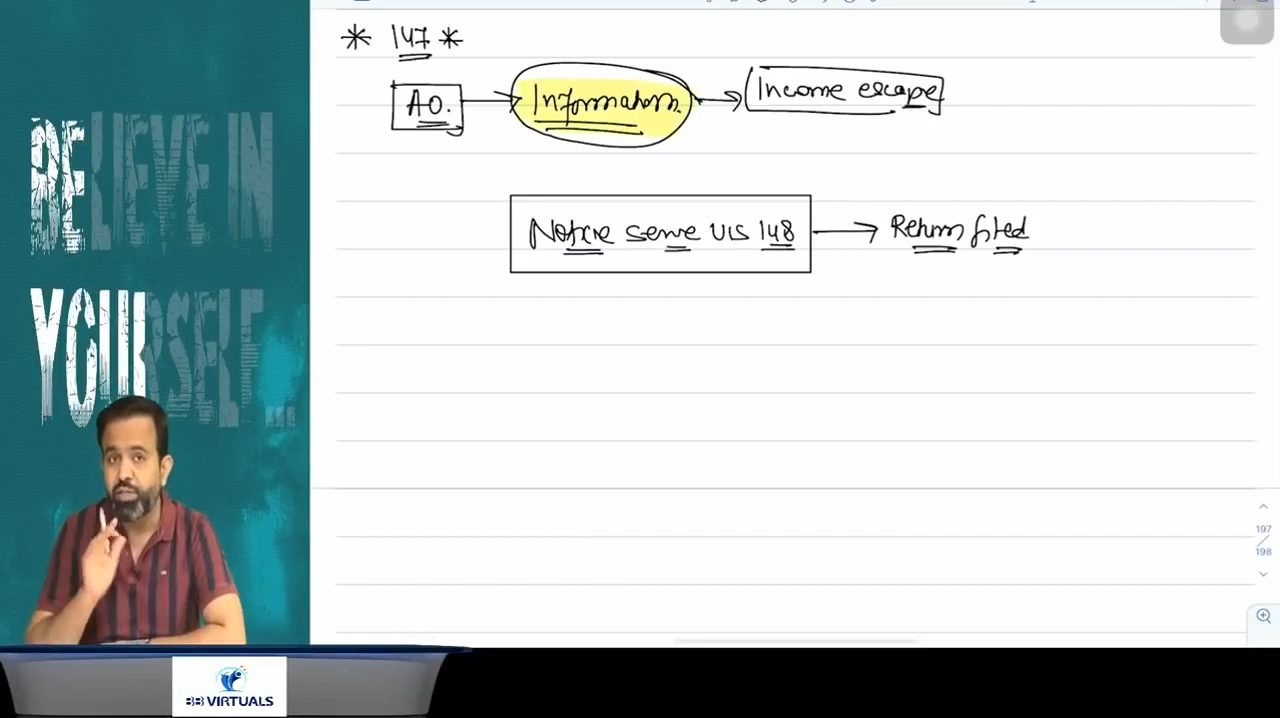 * 147 *
A.O. → Information. → Income escape
Notice serve u/s 148 → Return filed
BELIEVE IN
YOURSELF...
197
198
BB VIRTUALS